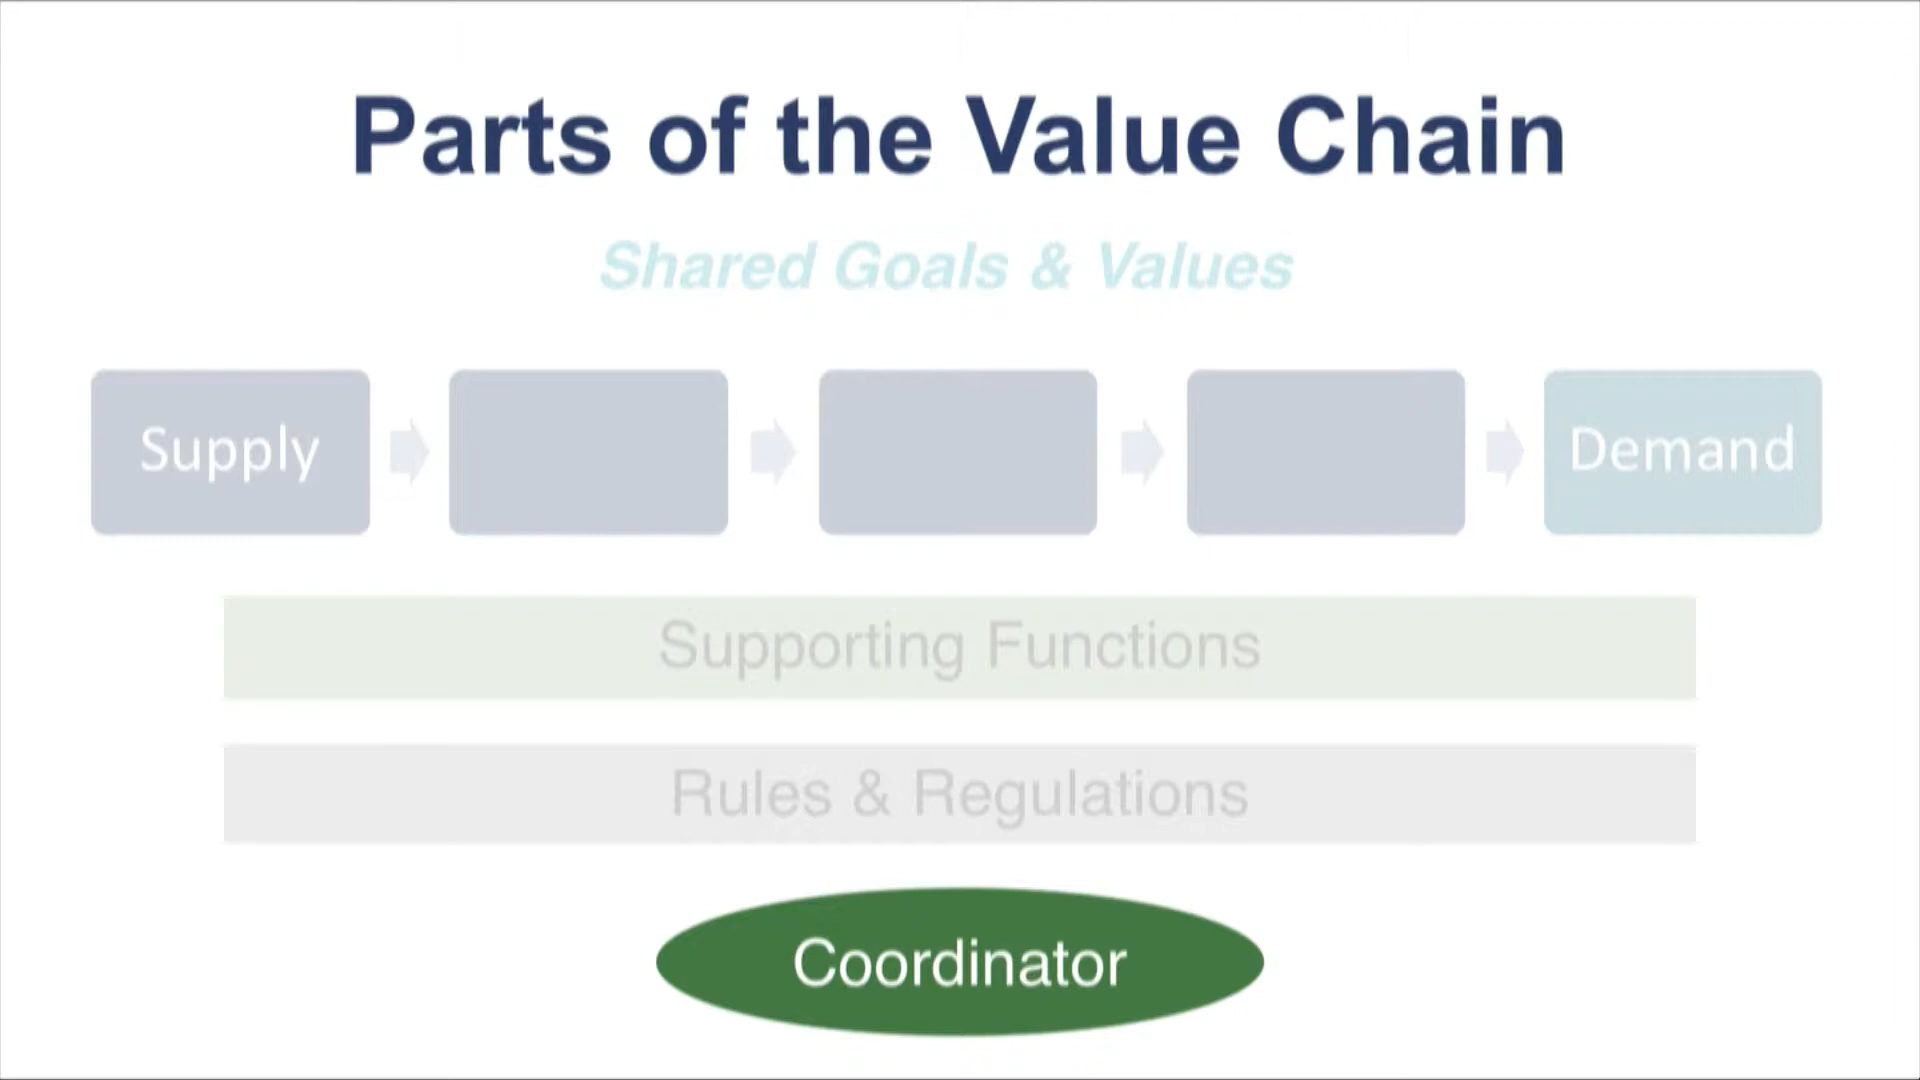 Parts of the Value Chain
Shared Goals & Values
Supply
Demand
Supporting Functions
Rules & Regulations
Coordinator